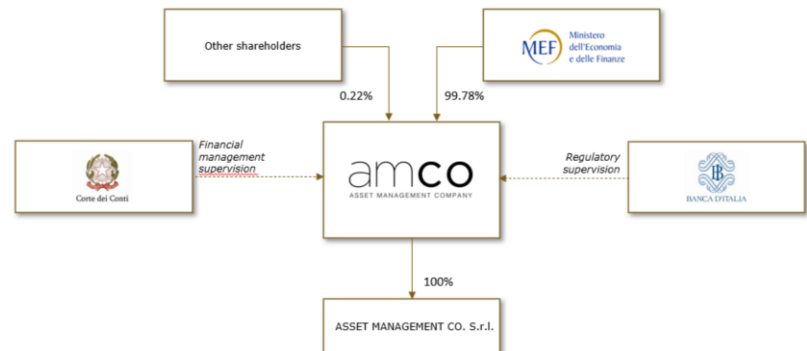 Other shareholders
MEF
Ministero
dell'Economia
e delle Finanze
0.22%
99.78%
Corte dei Conti
Financial
management
supervision
amco
ASSET MANAGEMENT COMPANY
Regulatory
supervision
BANCA D'ITALIA
100%
ASSET MANAGEMENT CO. S.r.l.